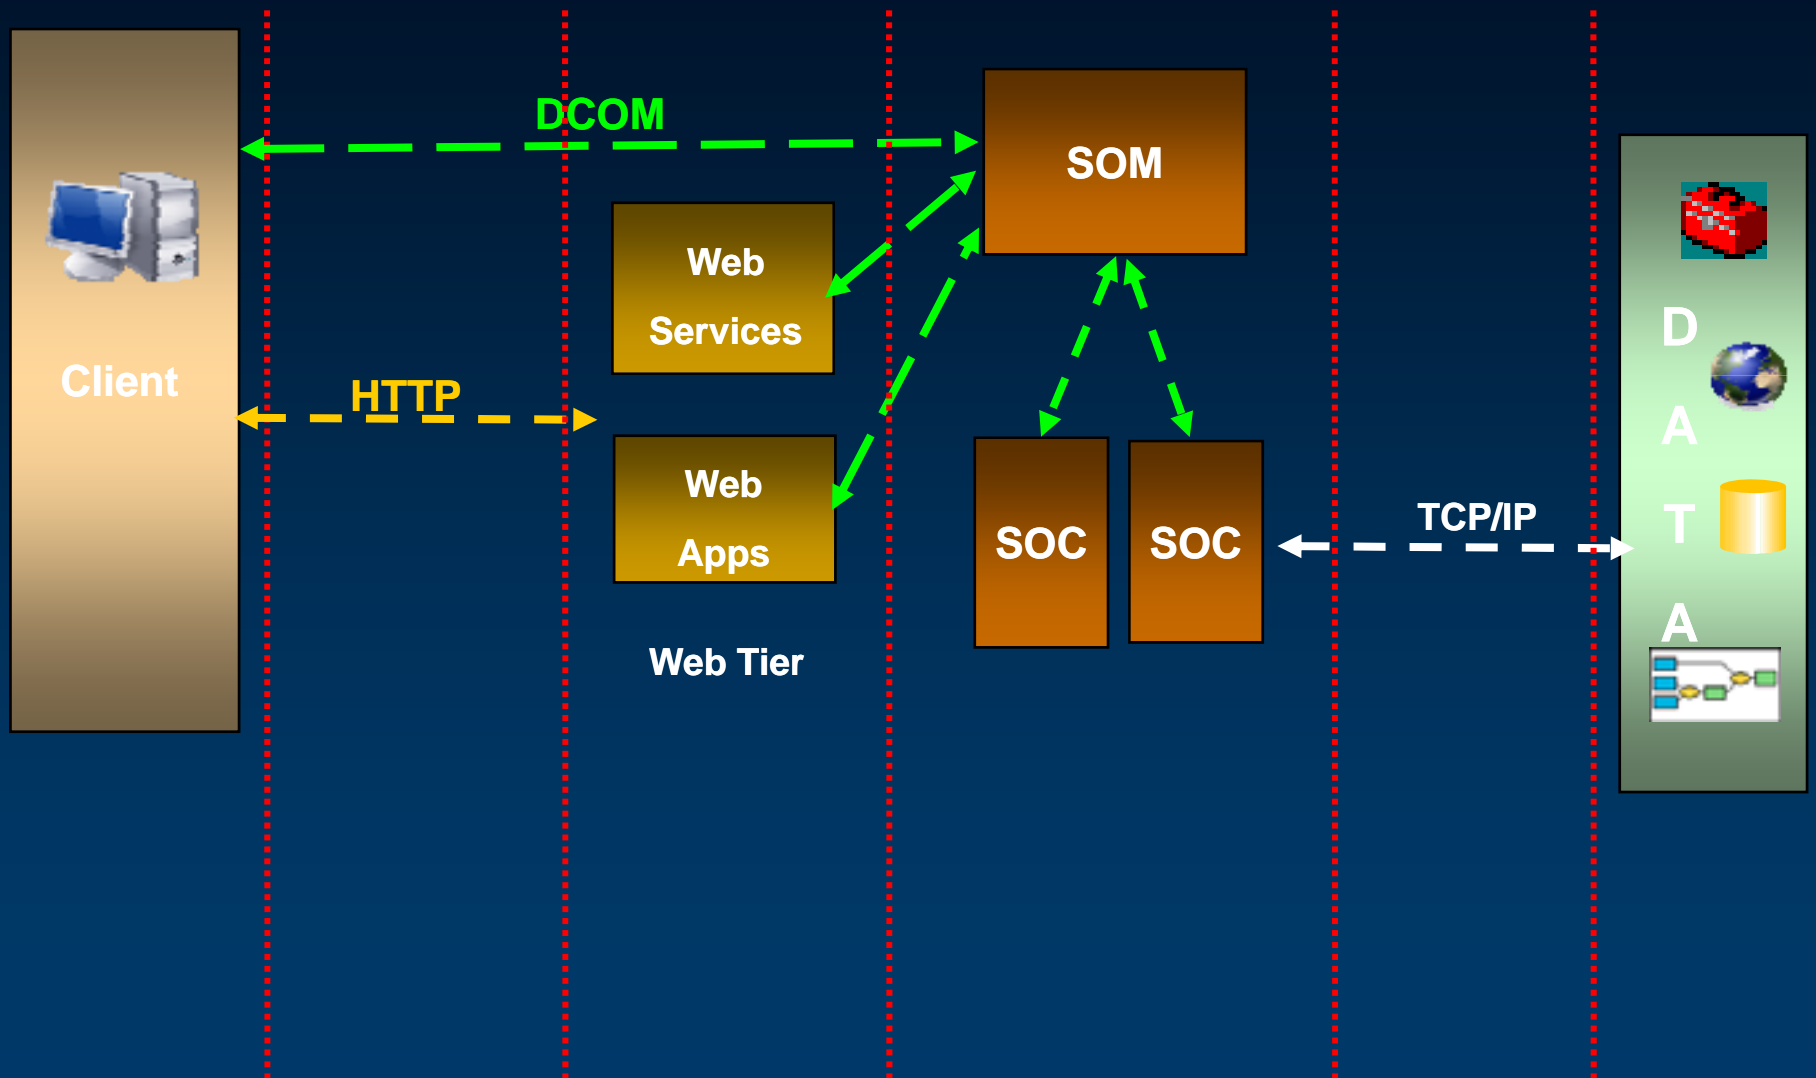 Client
DCOM
HTTP
Web
Services
Web
Apps
Web Tier
SOM
SOC
SOC
TCP/IP
D
A
T
A